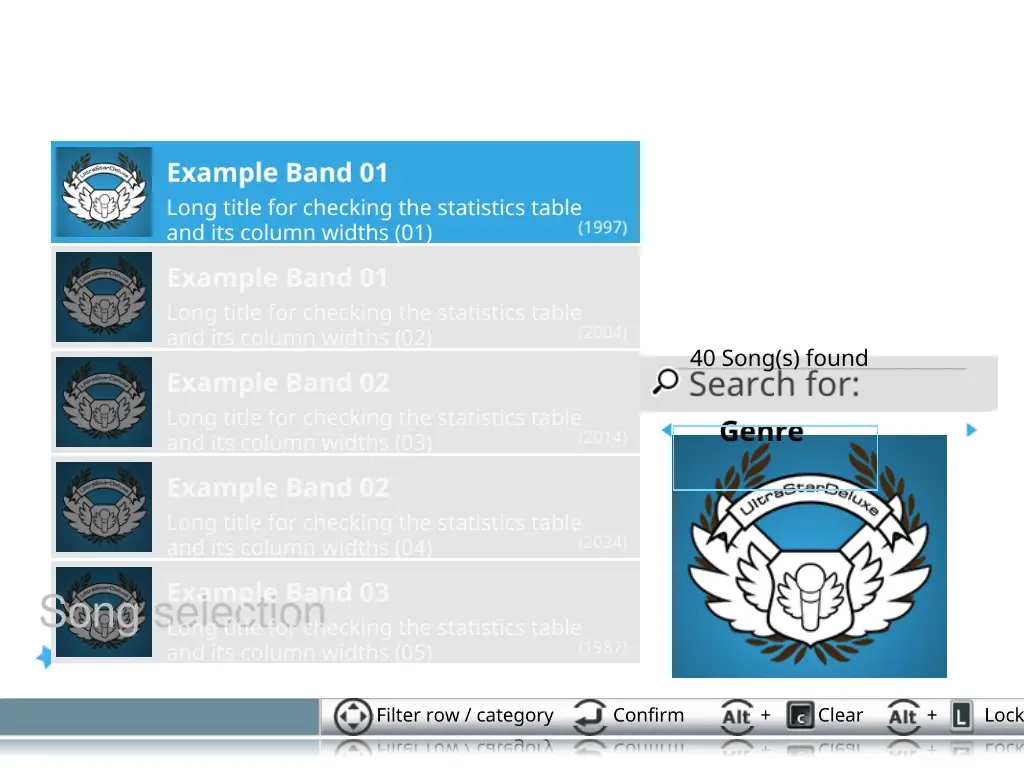 Example Band 01
Long title for checking the statistics table
and its column widths (01)
(1997)
Example Band 01
Long title for checking the statistics table
and its column widths (02)
(2004)
Example Band 02
Long title for checking the statistics table
and its column widths (03)
(2014)
Example Band 02
Long title for checking the statistics table
and its column widths (04)
(2024)
Example Band 03
Long title for checking the statistics table
and its column widths (05)
(1987)
Song selection
40 Song(s) found
Search for:
Genre
UltraStarDeluxe
Filter row / category Confirm Alt + c Clear Alt + L Lock